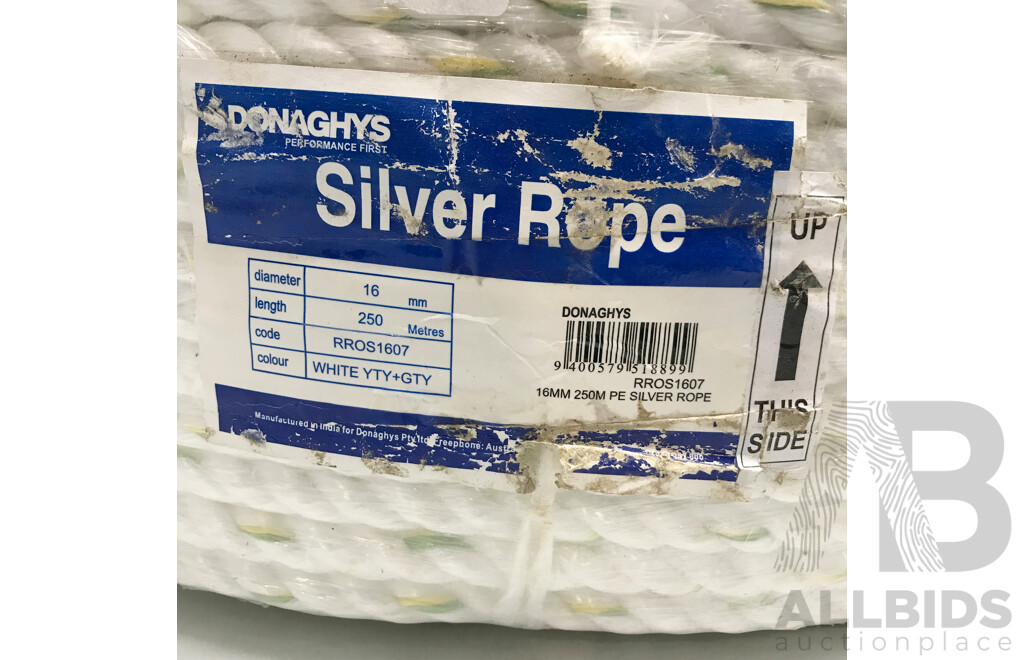 DONAGHYS
PERFORMANCE FIRST
Silver Rope
diameter 16 mm
length 250 Metres
code RROS1607
colour WHITE YTY+GTY
DONAGHYS
9 400579 518899
RROS1607
16MM 250M PE SILVER ROPE
UP
THIS
SIDE
Manufactured in India for Donaghys Pty ltd Freephone:
AB
ALLBIDS
auctionplace